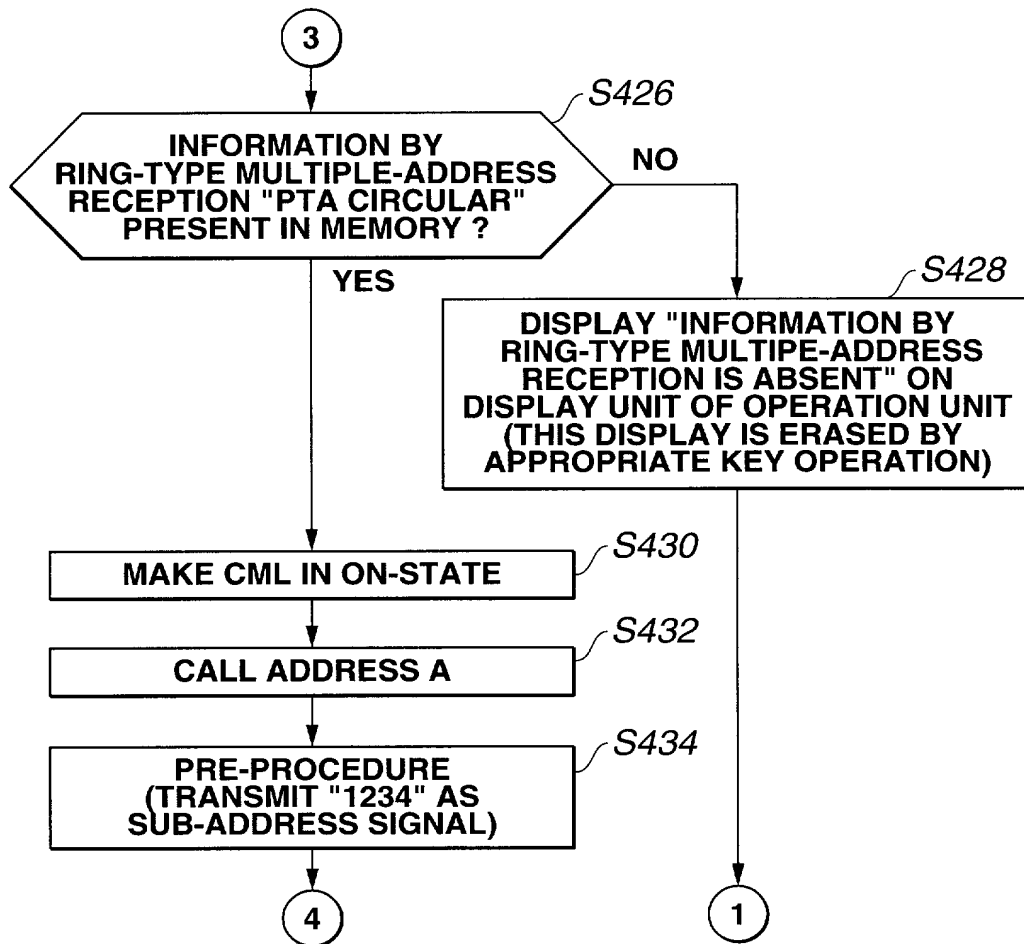 3
S426
INFORMATION BY
RING-TYPE MULTIPLE-ADDRESS
RECEPTION "PTA CIRCULAR"
PRESENT IN MEMORY ?
NO
YES
S428
DISPLAY "INFORMATION BY
RING-TYPE MULTIPE-ADDRESS
RECEPTION IS ABSENT" ON
DISPLAY UNIT OF OPERATION UNIT
(THIS DISPLAY IS ERASED BY
APPROPRIATE KEY OPERATION)
S430
MAKE CML IN ON-STATE
S432
CALL ADDRESS A
S434
PRE-PROCEDURE
(TRANSMIT "1234" AS
SUB-ADDRESS SIGNAL)
4
1